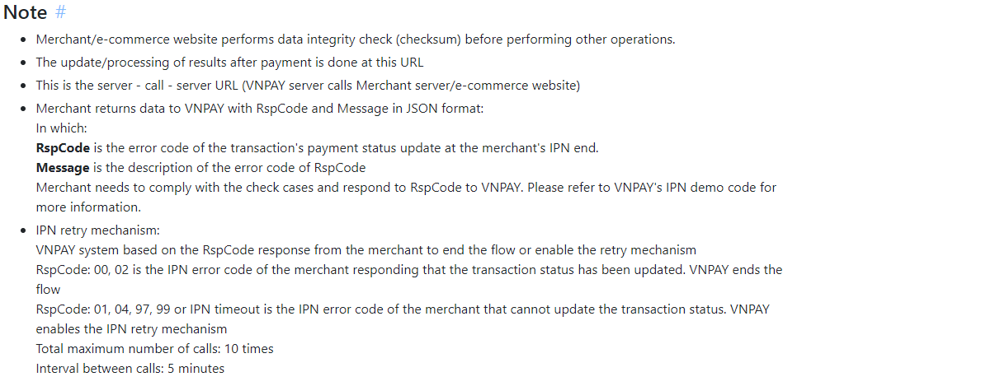 Note #
• Merchant/e-commerce website performs data integrity check (checksum) before performing other operations.
• The update/processing of results after payment is done at this URL
• This is the server - call - server URL (VNPAY server calls Merchant server/e-commerce website)
• Merchant returns data to VNPAY with RspCode and Message in JSON format:
In which:
RspCode is the error code of the transaction's payment status update at the merchant's IPN end.
Message is the description of the error code of RspCode
Merchant needs to comply with the check cases and respond to RspCode to VNPAY. Please refer to VNPAY's IPN demo code for
more information.
• IPN retry mechanism:
VNPAY system based on the RspCode response from the merchant to end the flow or enable the retry mechanism
RspCode: 00, 02 is the IPN error code of the merchant responding that the transaction status has been updated. VNPAY ends the
flow
RspCode: 01, 04, 97, 99 or IPN timeout is the IPN error code of the merchant that cannot update the transaction status. VNPAY
enables the IPN retry mechanism
Total maximum number of calls: 10 times
Interval between calls: 5 minutes